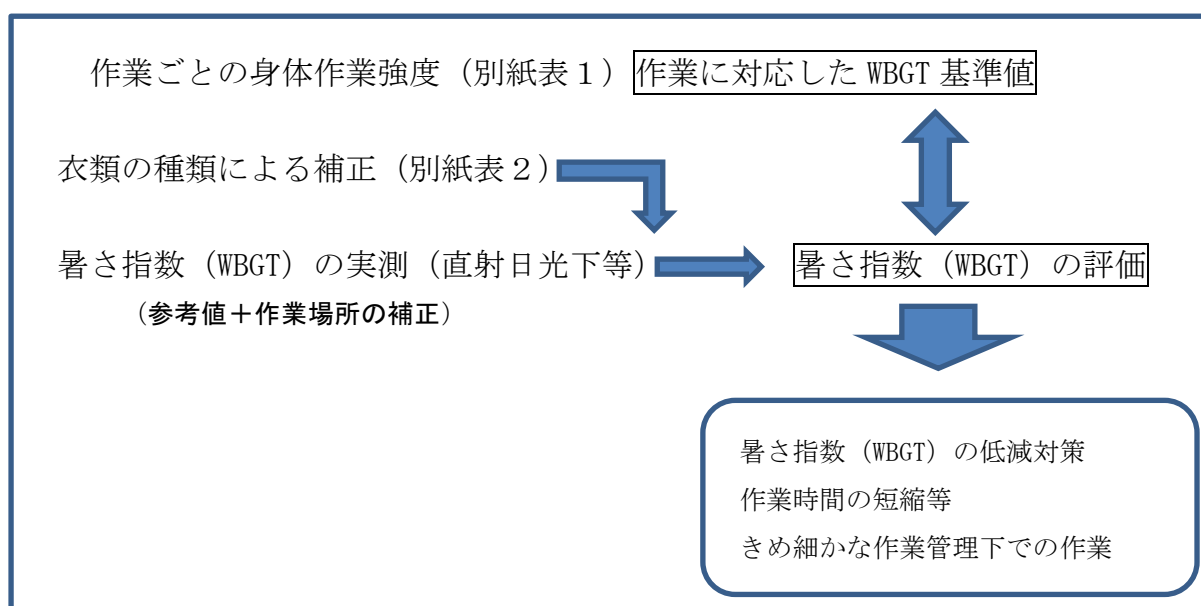 作業ごとの身体作業強度（別紙表１）作業に対応した WBGT 基準値
衣類の種類による補正（別紙表２）
暑さ指数（WBGT）の実測（直射日光下等）
暑さ指数（WBGT）の評価
（参考値＋作業場所の補正）
暑さ指数（WBGT）の低減対策
作業時間の短縮等
きめ細かな作業管理下での作業